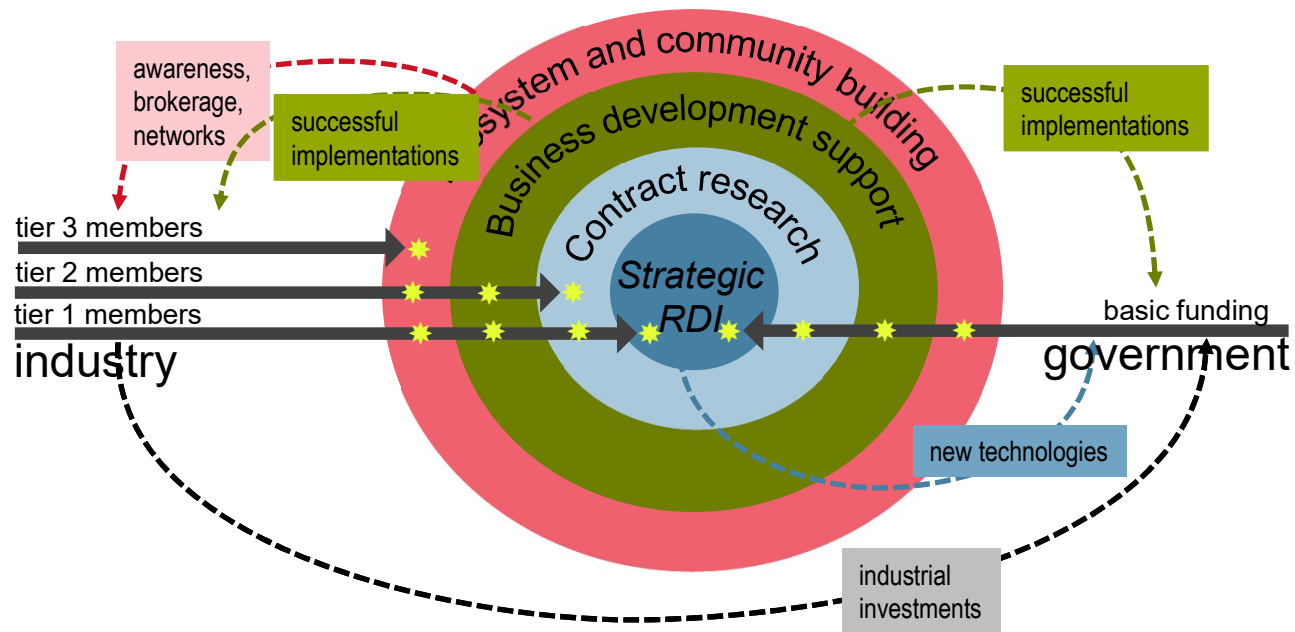 awareness,
brokerage,
networks
successful
implementations
system and community building
Business development support
Contract research
Strategic
RDI
successful
implementations
tier 3 members
tier 2 members
tier 1 members
industry
basic funding
government
new technologies
industrial
investments